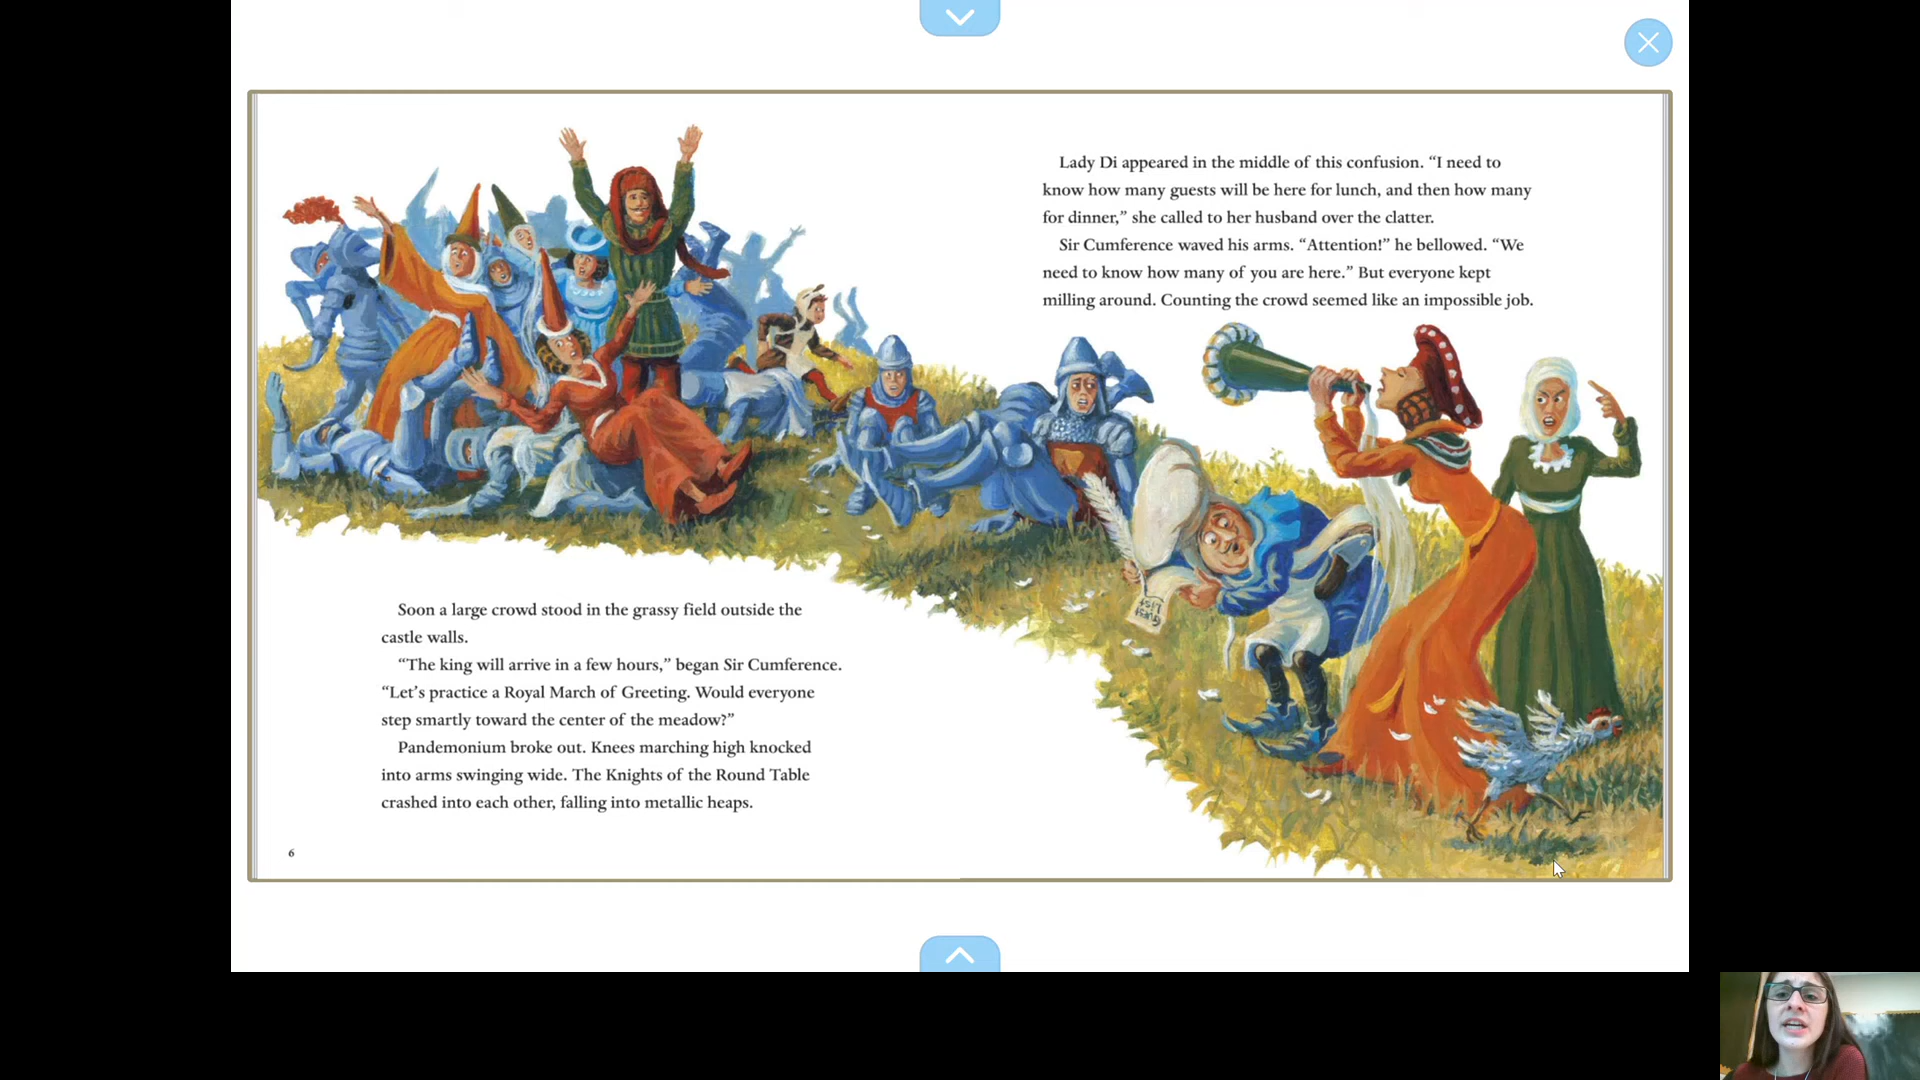 Soon a large crowd stood in the grassy field outside the
castle walls.
“The king will arrive in a few hours,” began Sir Cumference.
“Let’s practice a Royal March of Greeting. Would everyone
step smartly toward the center of the meadow?”
Pandemonium broke out. Knees marching high knocked
into arms swinging wide. The Knights of the Round Table
crashed into each other, falling into metallic heaps.
6
Lady Di appeared in the middle of this confusion. “I need to
know how many guests will be here for lunch, and then how many
for dinner,” she called to her husband over the clatter.
Sir Cumference waved his arms. “Attention!” he bellowed. “We
need to know how many of you are here.” But everyone kept
milling around. Counting the crowd seemed like an impossible job.
Guest
List